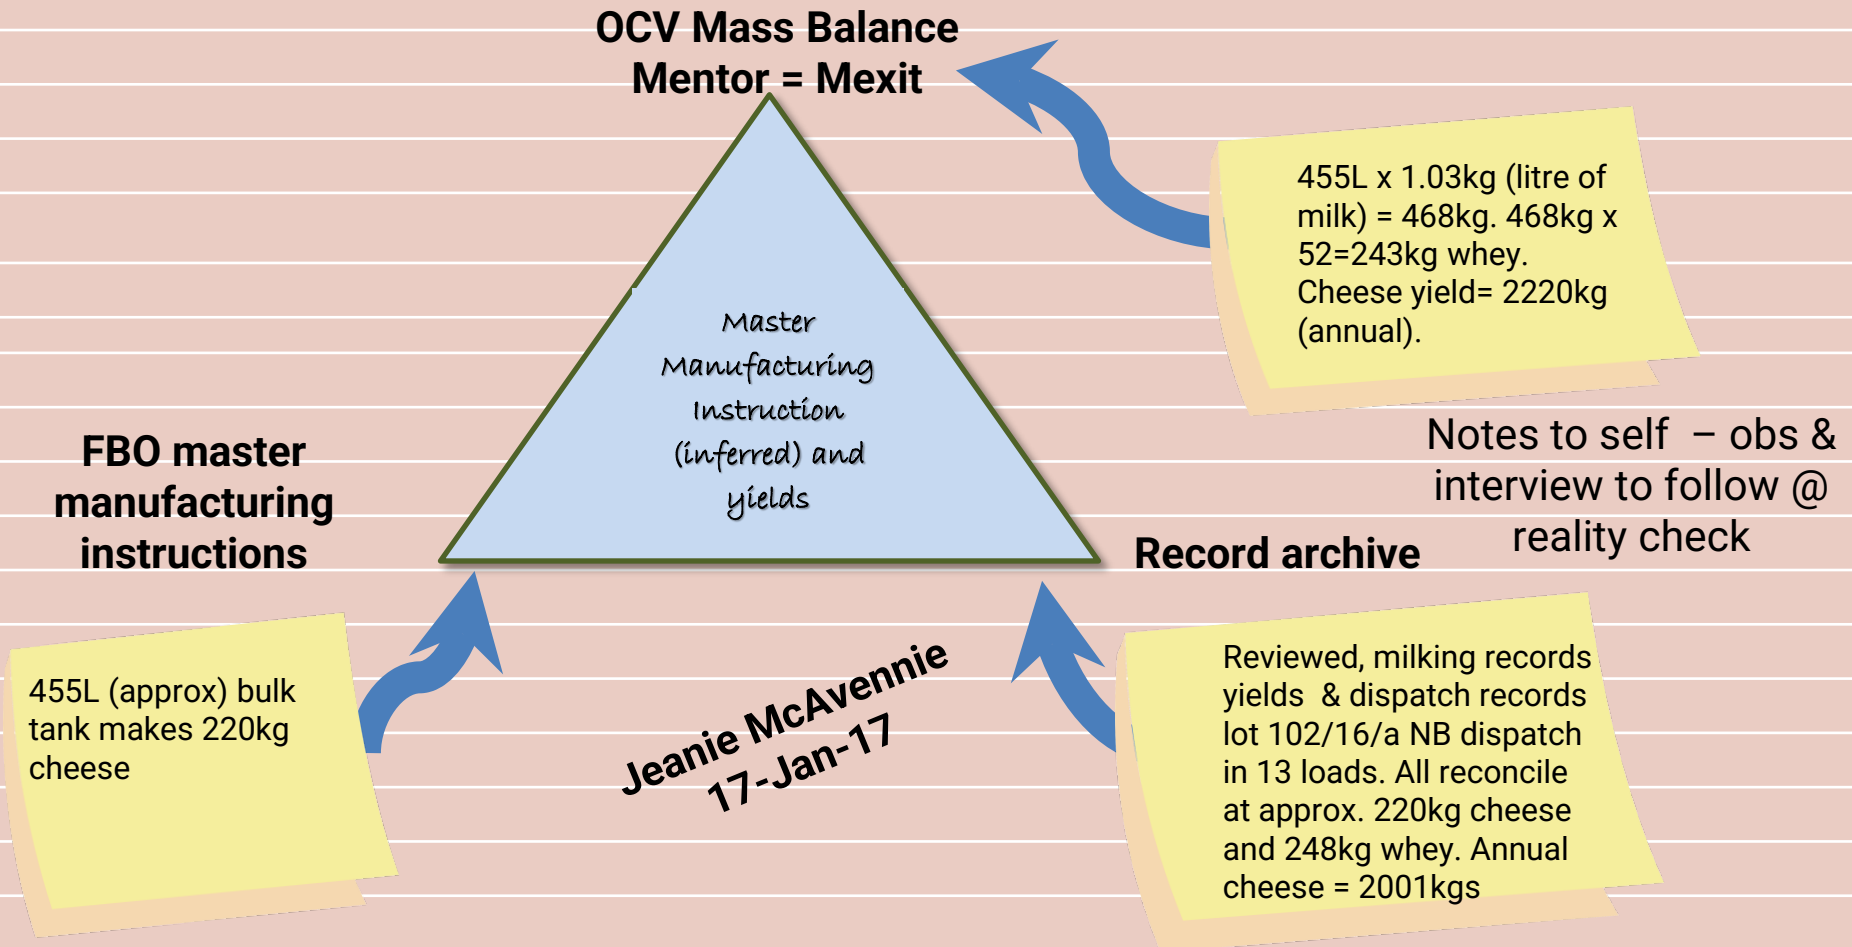 OCV Mass Balance
Mentor = Mexit
455L x 1.03kg (litre of
milk) = 468kg. 468kg x
52=243kg whey.
Cheese yield= 2220kg
(annual).
Master
Manufacturing
Instruction
(inferred) and
yields
FBO master
manufacturing
instructions
Notes to self – obs &
interview to follow @
reality check
Record archive
455L (approx) bulk
tank makes 220kg
cheese
Jeanie McAvennie
17-Jan-17
Reviewed, milking records
yields & dispatch records
lot 102/16/a NB dispatch
in 13 loads. All reconcile
at approx. 220kg cheese
and 248kg whey. Annual
cheese = 2001kgs